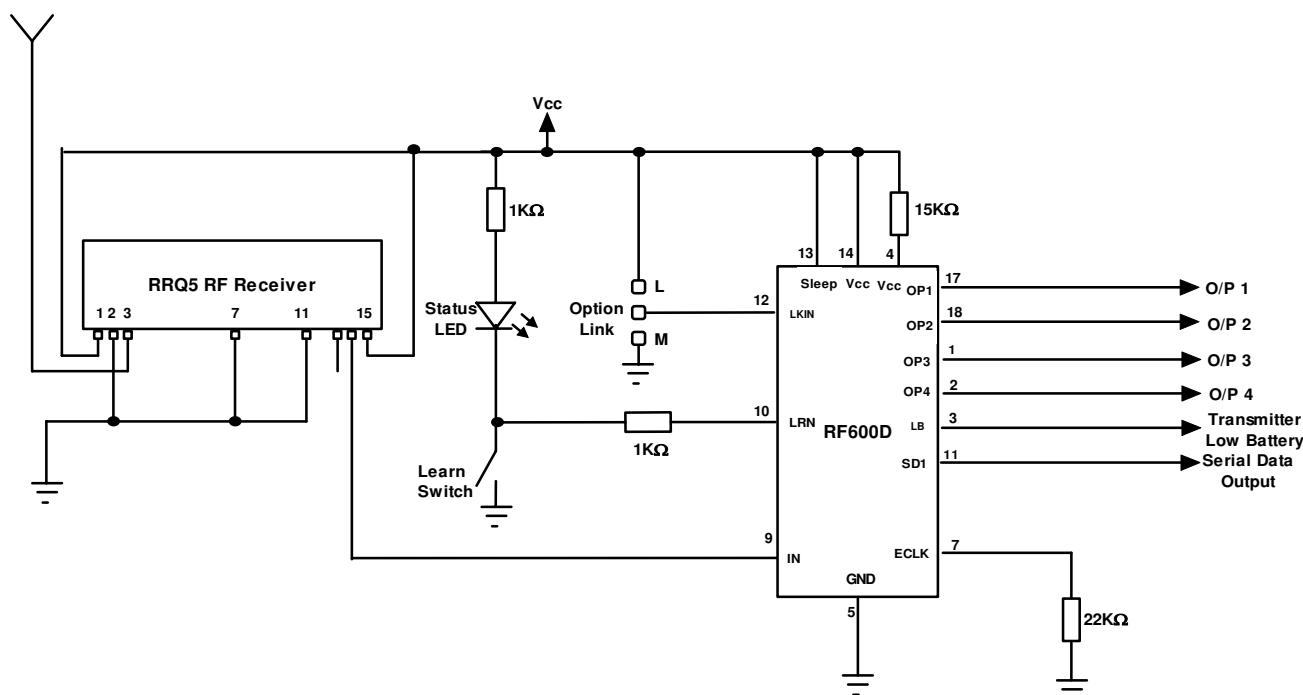 Vcc
1KΩ
15KΩ
RRQ5 RF Receiver
1 2 3 7 11 15
Status
LED
Option
Link
L
M
13 14 4
Sleep Vcc Vcc
12 LKIN
10 LRN
1KΩ
Learn
Switch
9 IN
RF600D
GND
5
OP1 17 O/P 1
OP2 18 O/P 2
OP3 1 O/P 3
OP4 2 O/P 4
LB 3 Transmitter
Low Battery
SD1 11 Serial Data
Output
ECLK 7
22KΩ